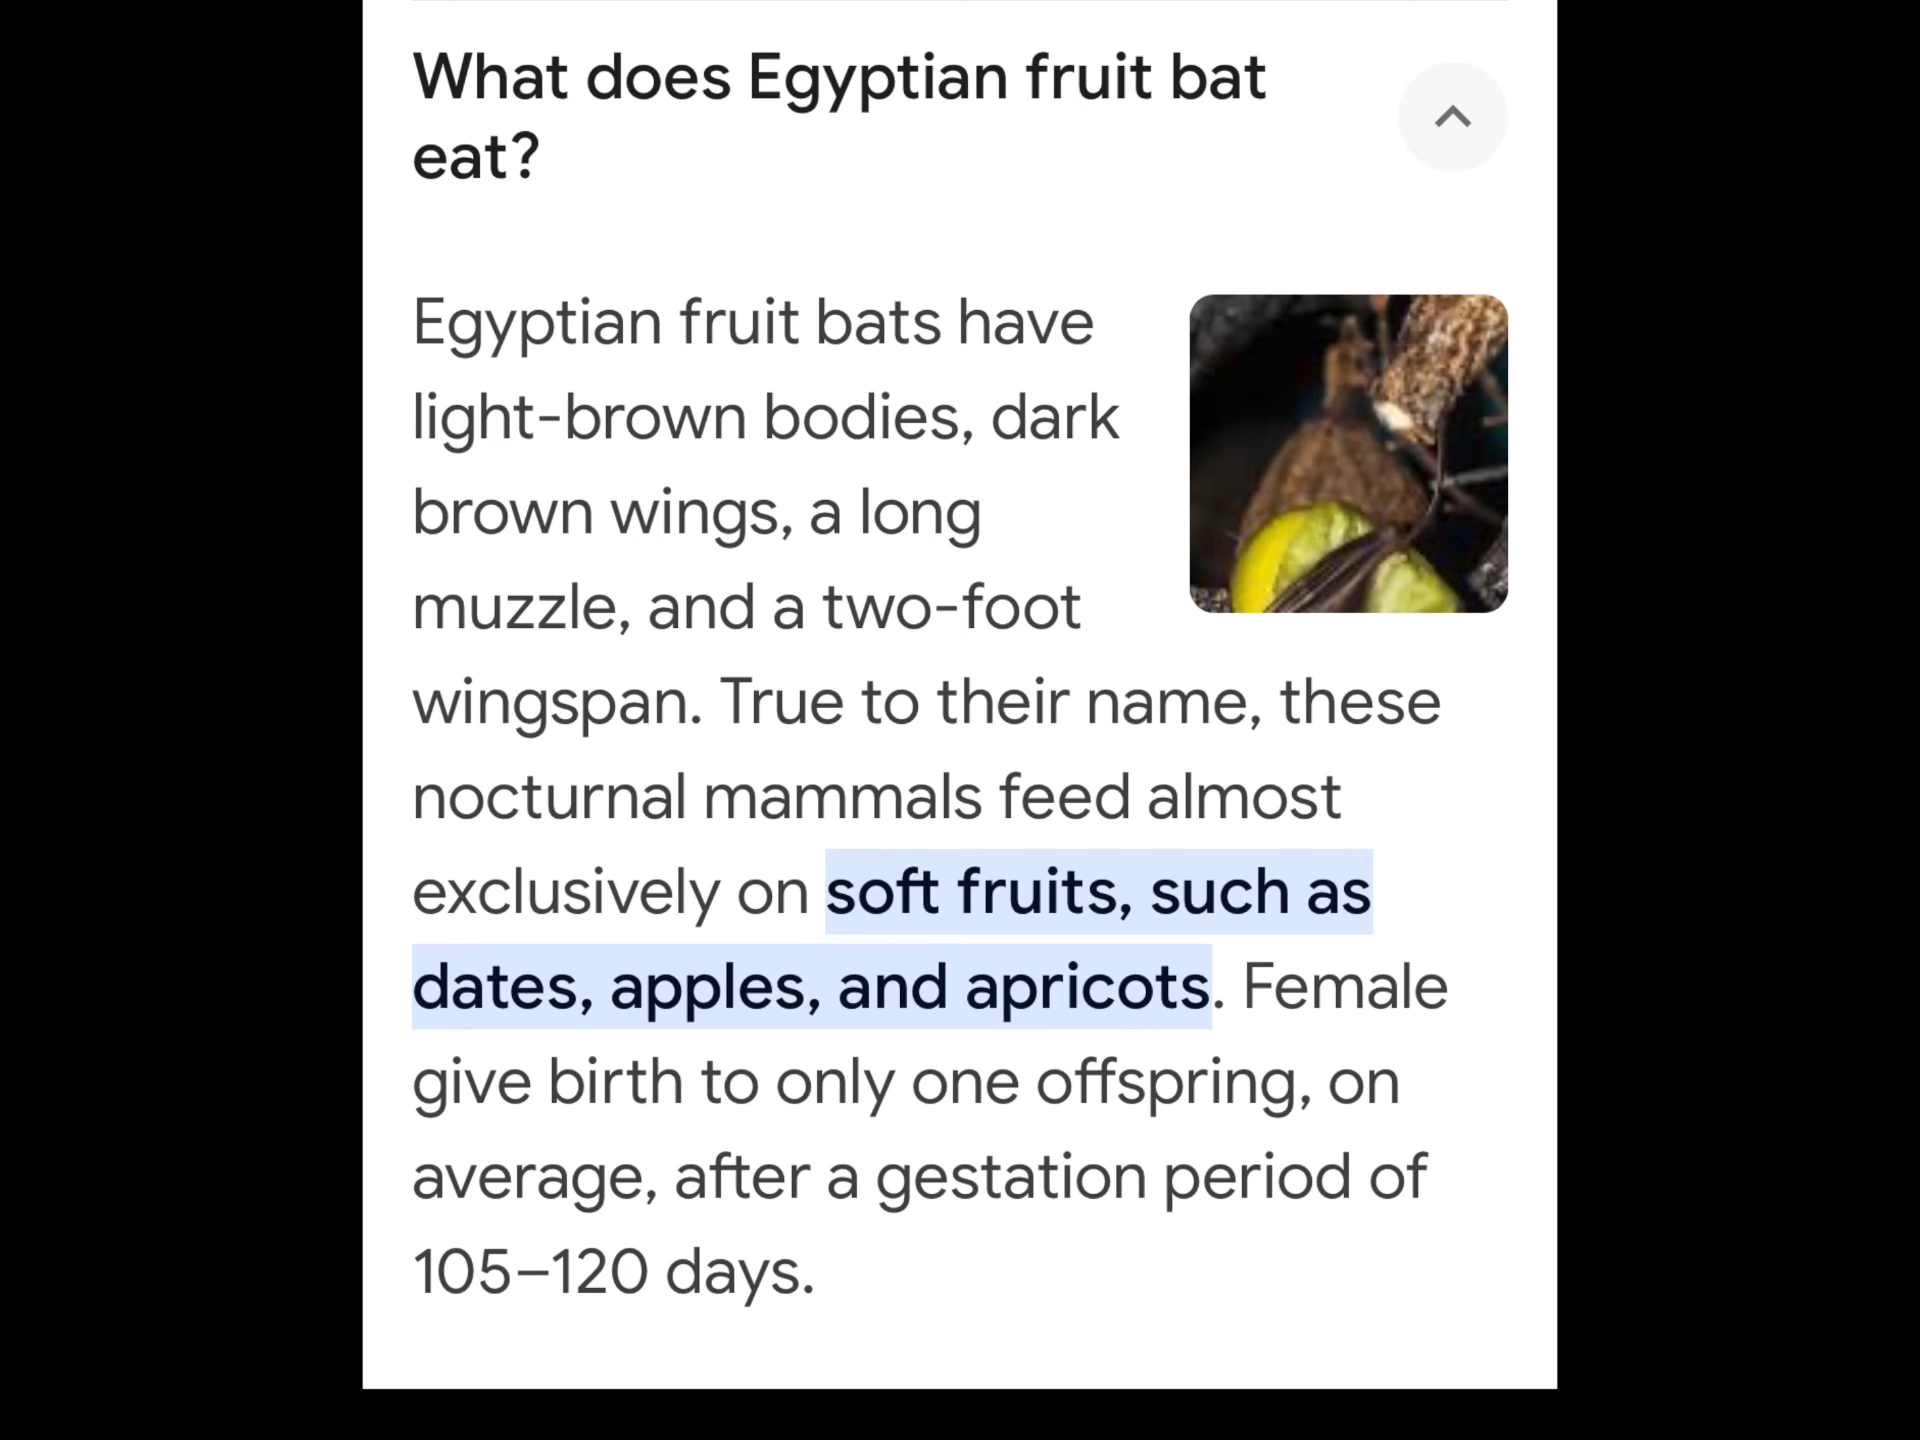 What does Egyptian fruit bat
eat?
Egyptian fruit bats have
light-brown bodies, dark
brown wings, a long
muzzle, and a two-foot
wingspan. True to their name, these
nocturnal mammals feed almost
exclusively on soft fruits, such as
dates, apples, and apricots. Female
give birth to only one offspring, on
average, after a gestation period of
105–120 days.